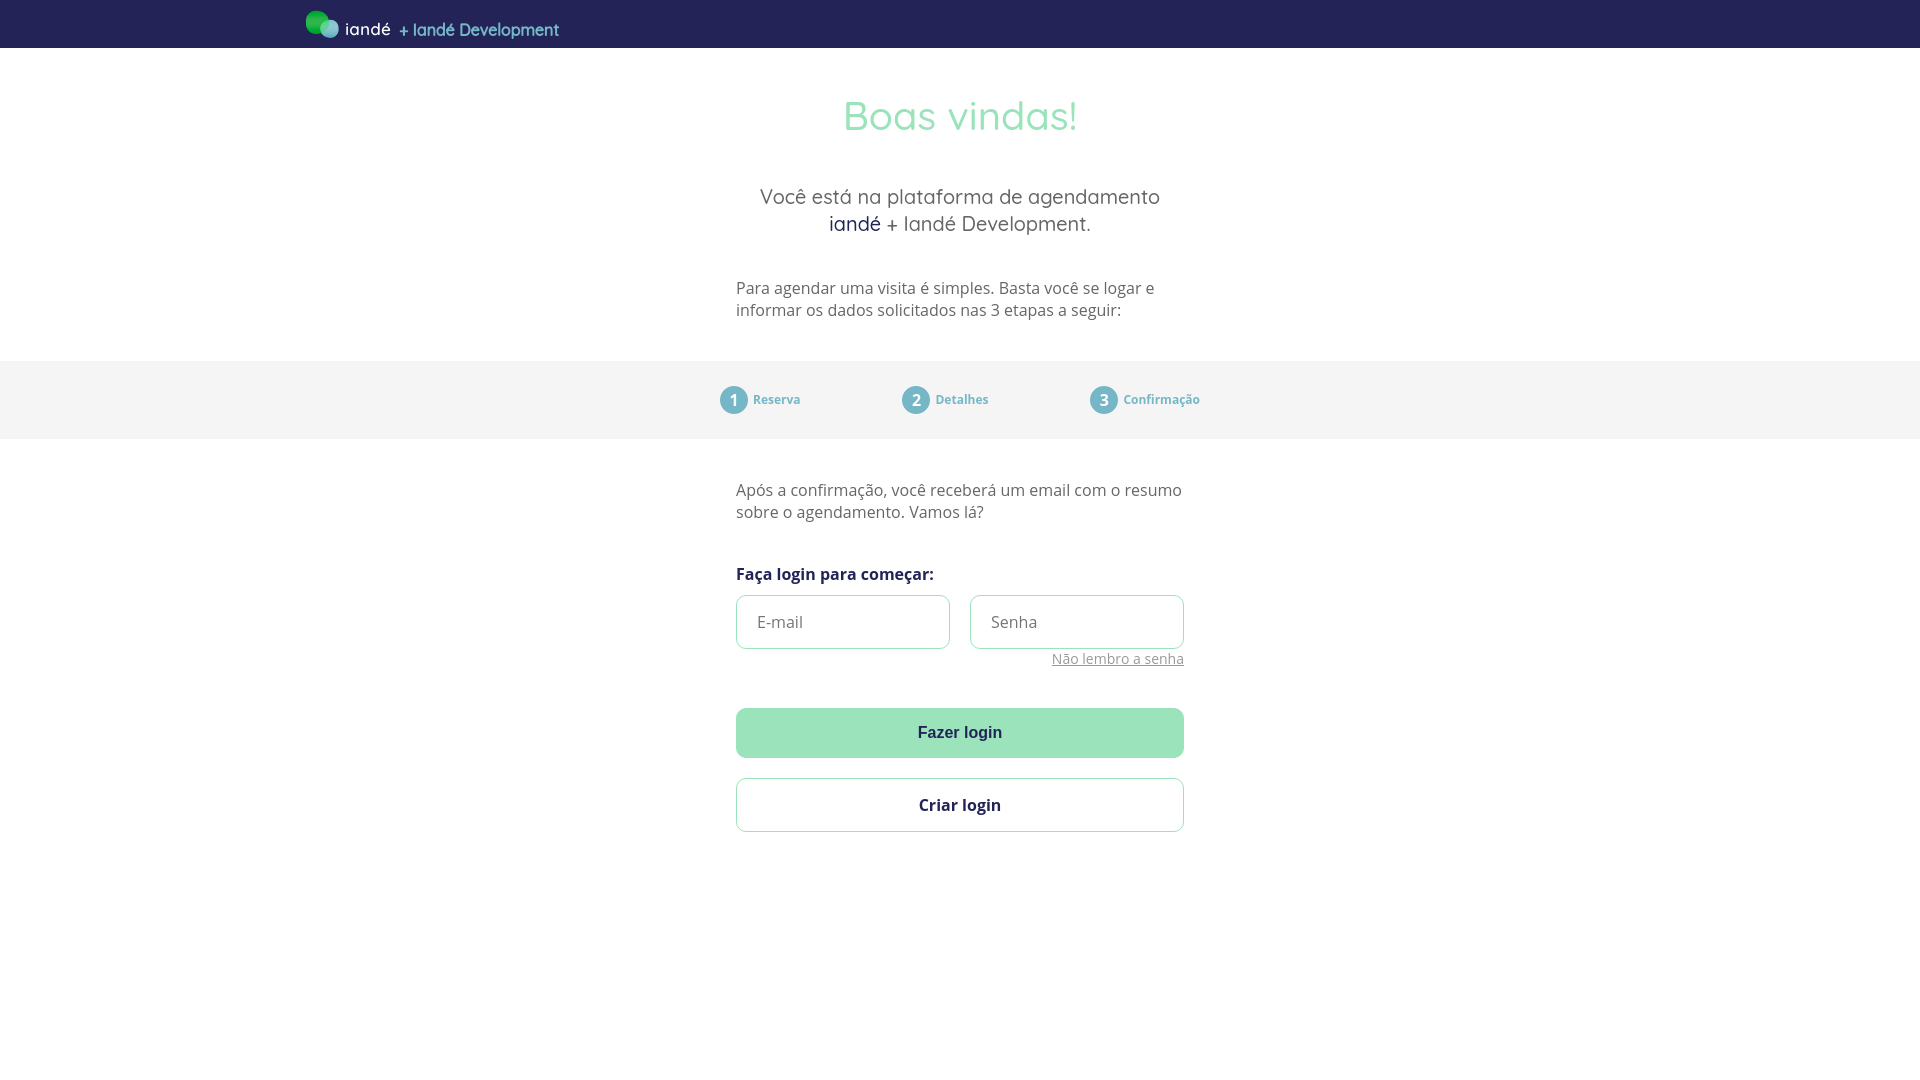 iandé + Iandé Development
Boas vindas!
Você está na plataforma de agendamento
iandé + Iandé Development.
Para agendar uma visita é simples. Basta você se logar e
informar os dados solicitados nas 3 etapas a seguir:
1 Reserva 2 Detalhes 3 Confirmação
Após a confirmação, você receberá um email com o resumo
sobre o agendamento. Vamos lá?
Faça login para começar:
E-mail Senha
Não lembro a senha
Fazer login
Criar login